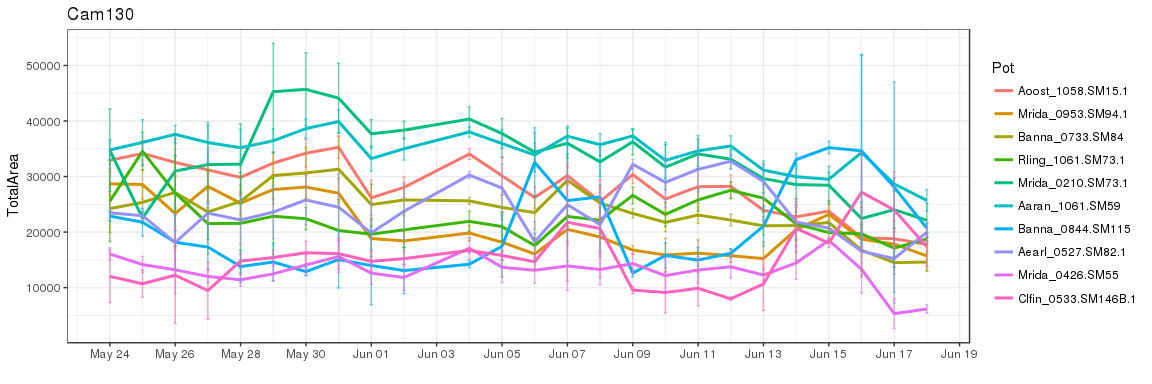 Cam130
TotalArea
50000
40000
30000
20000
10000
May 24 May 26 May 28 May 30 Jun 01 Jun 03 Jun 05 Jun 07 Jun 09 Jun 11 Jun 13 Jun 15 Jun 17 Jun 19
Pot
Aoost_1058.SM15.1
Mrida_0953.SM94.1
Banna_0733.SM84
Rling_1061.SM73.1
Mrida_0210.SM73.1
Aaran_1061.SM59
Banna_0844.SM115
Aearl_0527.SM82.1
Mrida_0426.SM55
Clfin_0533.SM146B.1